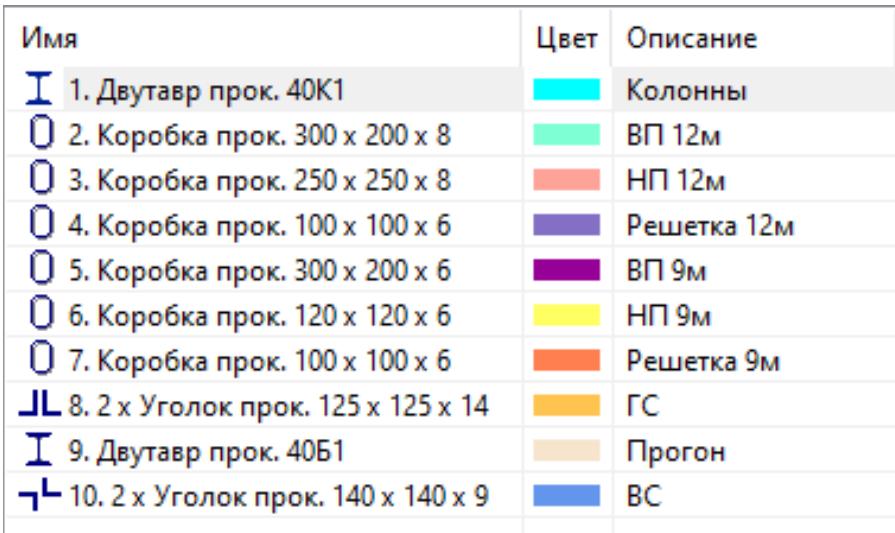 Имя Цвет Описание
1. Двутавр прок. 40К1 Колонны
2. Коробка прок. 300 x 200 x 8 ВП 12м
3. Коробка прок. 250 x 250 x 8 НП 12м
4. Коробка прок. 100 x 100 x 6 Решетка 12м
5. Коробка прок. 300 x 200 x 6 ВП 9м
6. Коробка прок. 120 x 120 x 6 НП 9м
7. Коробка прок. 100 x 100 x 6 Решетка 9м
8. 2 x Уголок прок. 125 x 125 x 14 ГС
9. Двутавр прок. 40Б1 Прогон
10. 2 x Уголок прок. 140 x 140 x 9 ВС